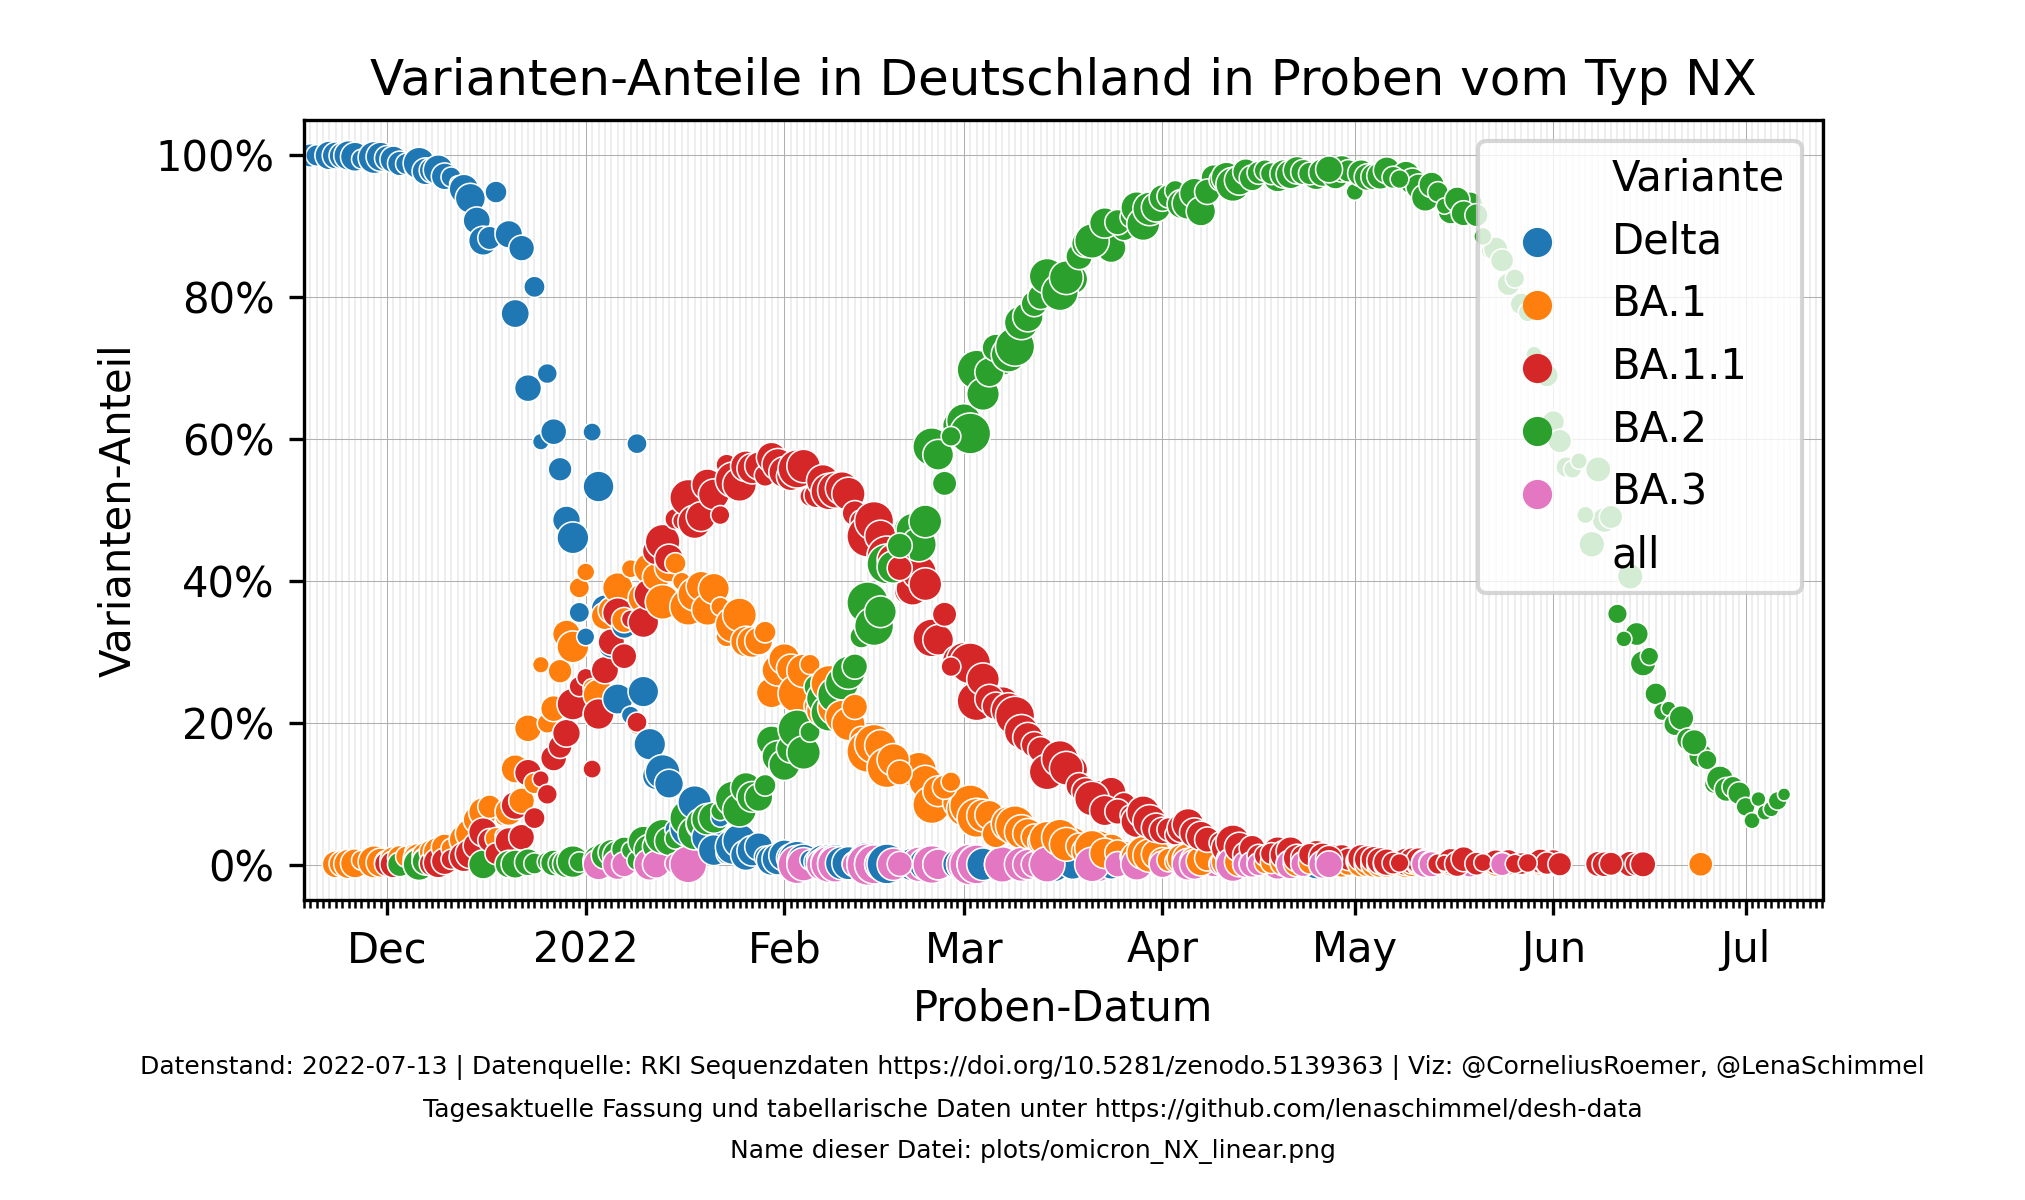 Varianten-Anteile in Deutschland in Proben vom Typ NX
Varianten-Anteil
100%
80%
60%
40%
20%
0%
Variante
Delta
BA.1
BA.1.1
BA.2
BA.3
all
Dec 2022 Feb Mar Apr May Jun Jul
Proben-Datum
Datenstand: 2022-07-13 | Datenquelle: RKI Sequenzdaten https://doi.org/10.5281/zenodo.5139363 | Viz: @CorneliusRoemer, @LenaSchimmel
Tagesaktuelle Fassung und tabellarische Daten unter https://github.com/lenaschimmel/desh-data
Name dieser Datei: plots/omicron_NX_linear.png